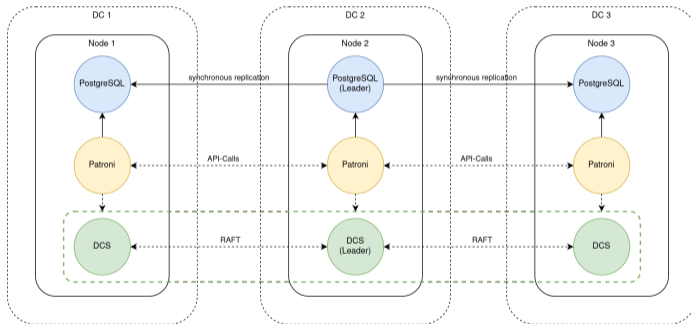 DC 1
DC 2
DC 3
Node 1
Node 2
Node 3
PostgreSQL
synchronous replication
PostgreSQL
(Leader)
synchronous replication
PostgreSQL
Patroni
API-Calls
Patroni
API-Calls
Patroni
DCS
RAFT
DCS
(Leader)
RAFT
DCS